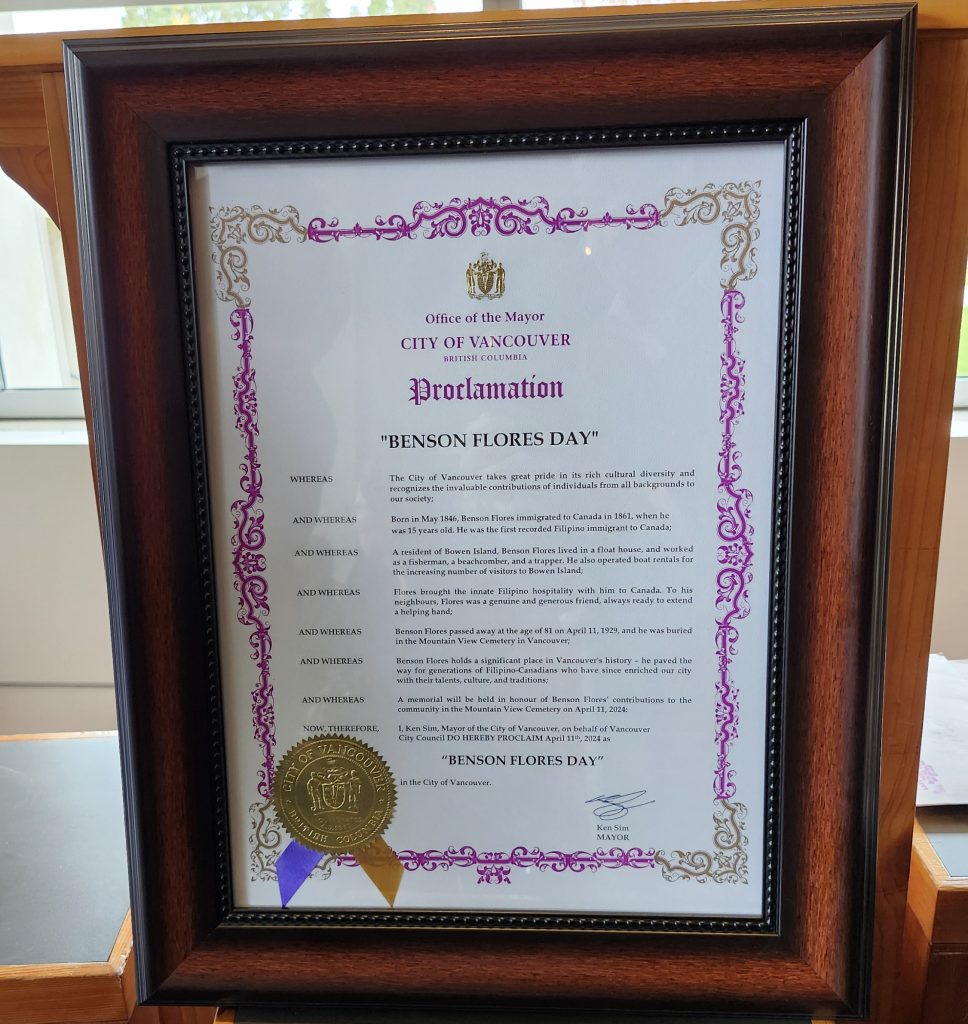 Office of the Mayor
CITY OF VANCOUVER
BRITISH COLUMBIA
Proclamation
"BENSON FLORES DAY"
WHEREAS The City of Vancouver takes great pride in its rich cultural diversity and
recognizes the invaluable contributions of individuals from all backgrounds to
our society;
AND WHEREAS Born in May 1846, Benson Flores immigrated to Canada in 1861, when he
was 15 years old. He was the first recorded Filipino immigrant to Canada;
AND WHEREAS A resident of Bowen Island, Benson Flores lived in a float house, and worked
as a fisherman, a beachcomber, and a trapper. He also operated boat rentals for
the increasing number of visitors to Bowen Island;
AND WHEREAS Flores brought the innate Filipino hospitality with him to Canada. To his
neighbours, Flores was a genuine and generous friend, always ready to extend
a helping hand;
AND WHEREAS Benson Flores passed away at the age of 81 on April 11, 1929, and he was buried
in the Mountain View Cemetery in Vancouver;
AND WHEREAS Benson Flores holds a significant place in Vancouver's history – he paved the
way for generations of Filipino-Canadians who have since enriched our city
with their talents, culture, and traditions;
AND WHEREAS A memorial will be held in honour of Benson Flores' contributions to the
community in the Mountain View Cemetery on April 11, 2024:
NOW, THEREFORE, I, Ken Sim, Mayor of the City of Vancouver, on behalf of Vancouver
City Council DO HEREBY PROCLAIM April 11th, 2024 as
"BENSON FLORES DAY"
in the City of Vancouver.
Ken Sim
MAYOR
CITY OF VANCOUVER
BRITISH COLUMBIA